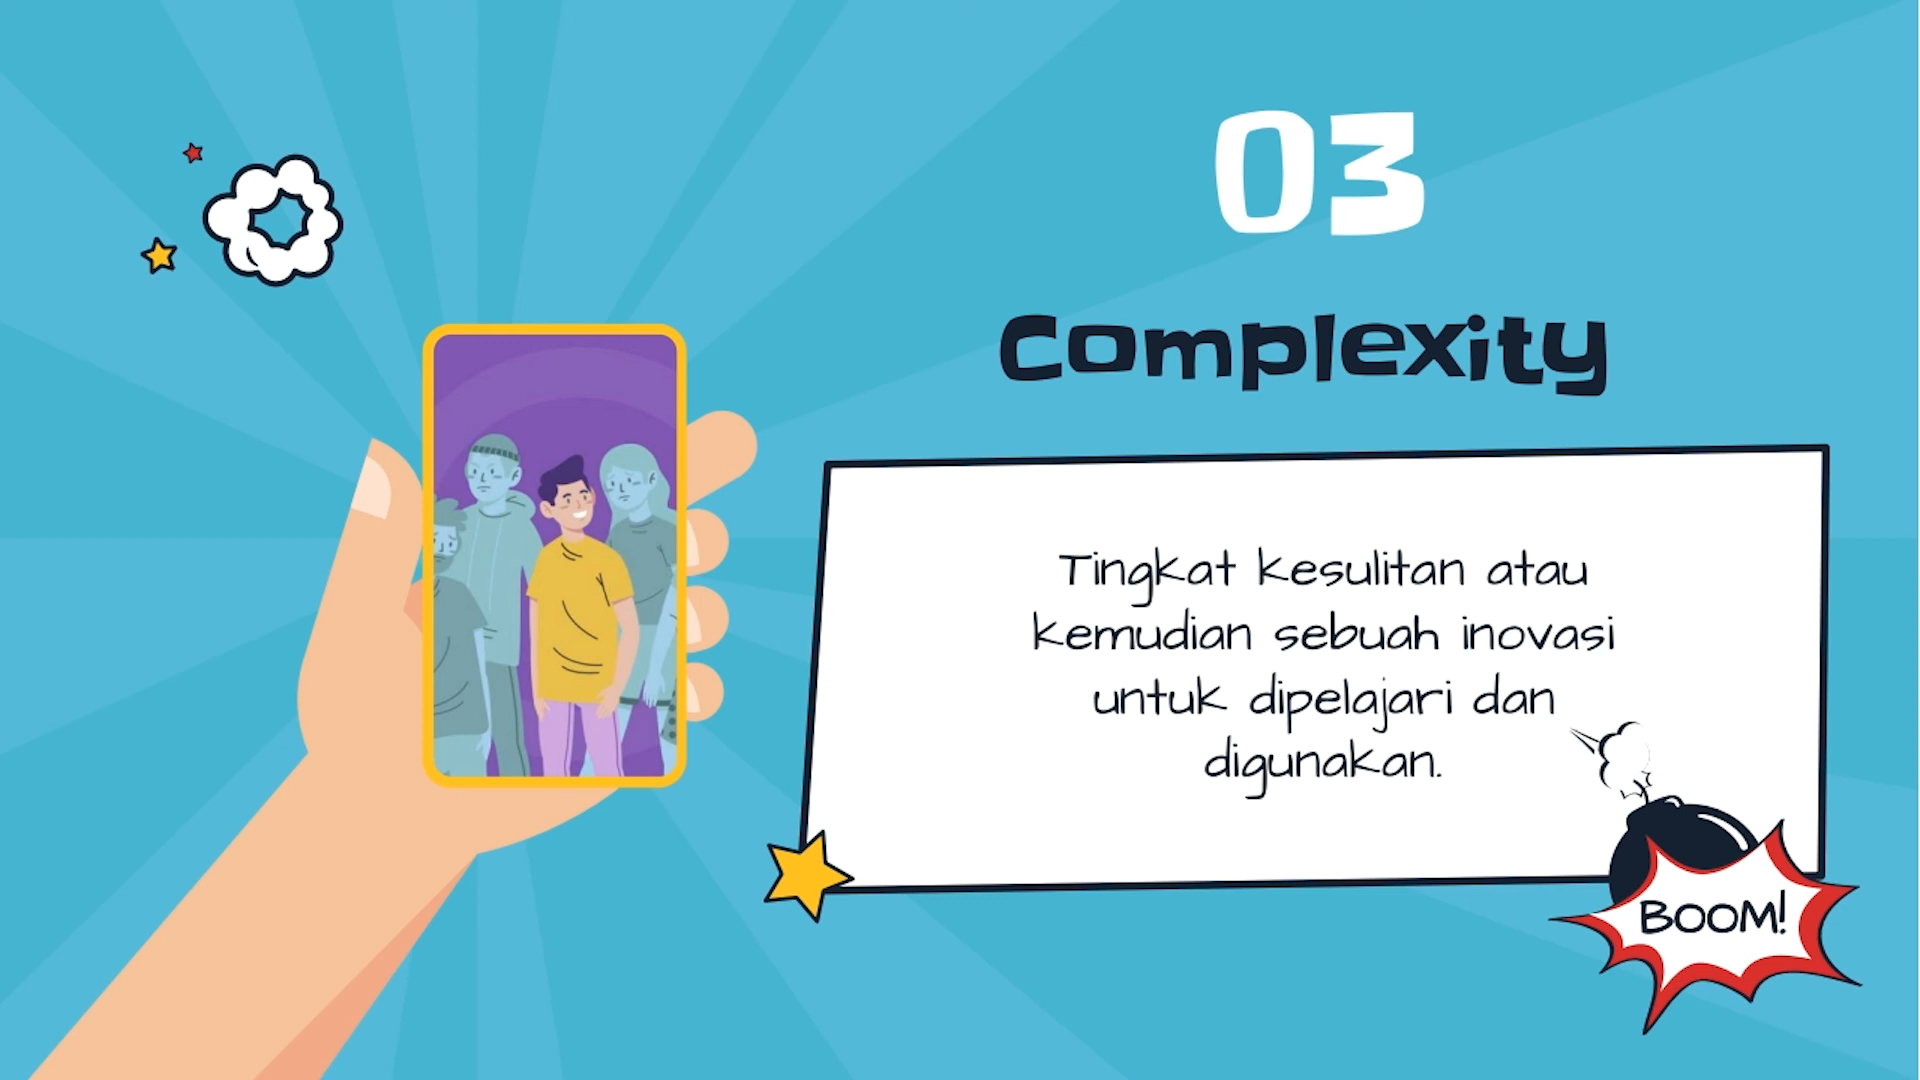 03
Complexity
Tingkat kesulitan atau
kemudian sebuah inovasi
untuk dipelajari dan
digunakan.
BOOM!